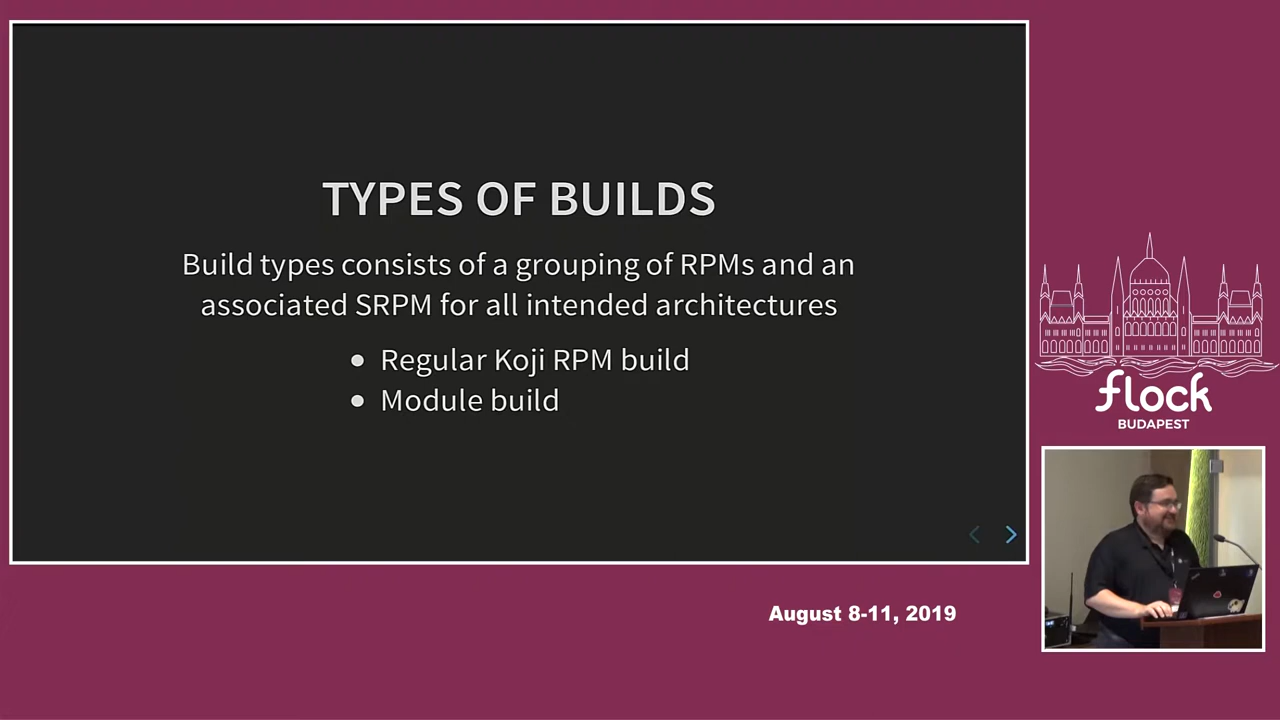 TYPES OF BUILDS
Build types consists of a grouping of RPMs and an
associated SRPM for all intended architectures
Regular Koji RPM build
Module build
flock
BUDAPEST
August 8-11, 2019